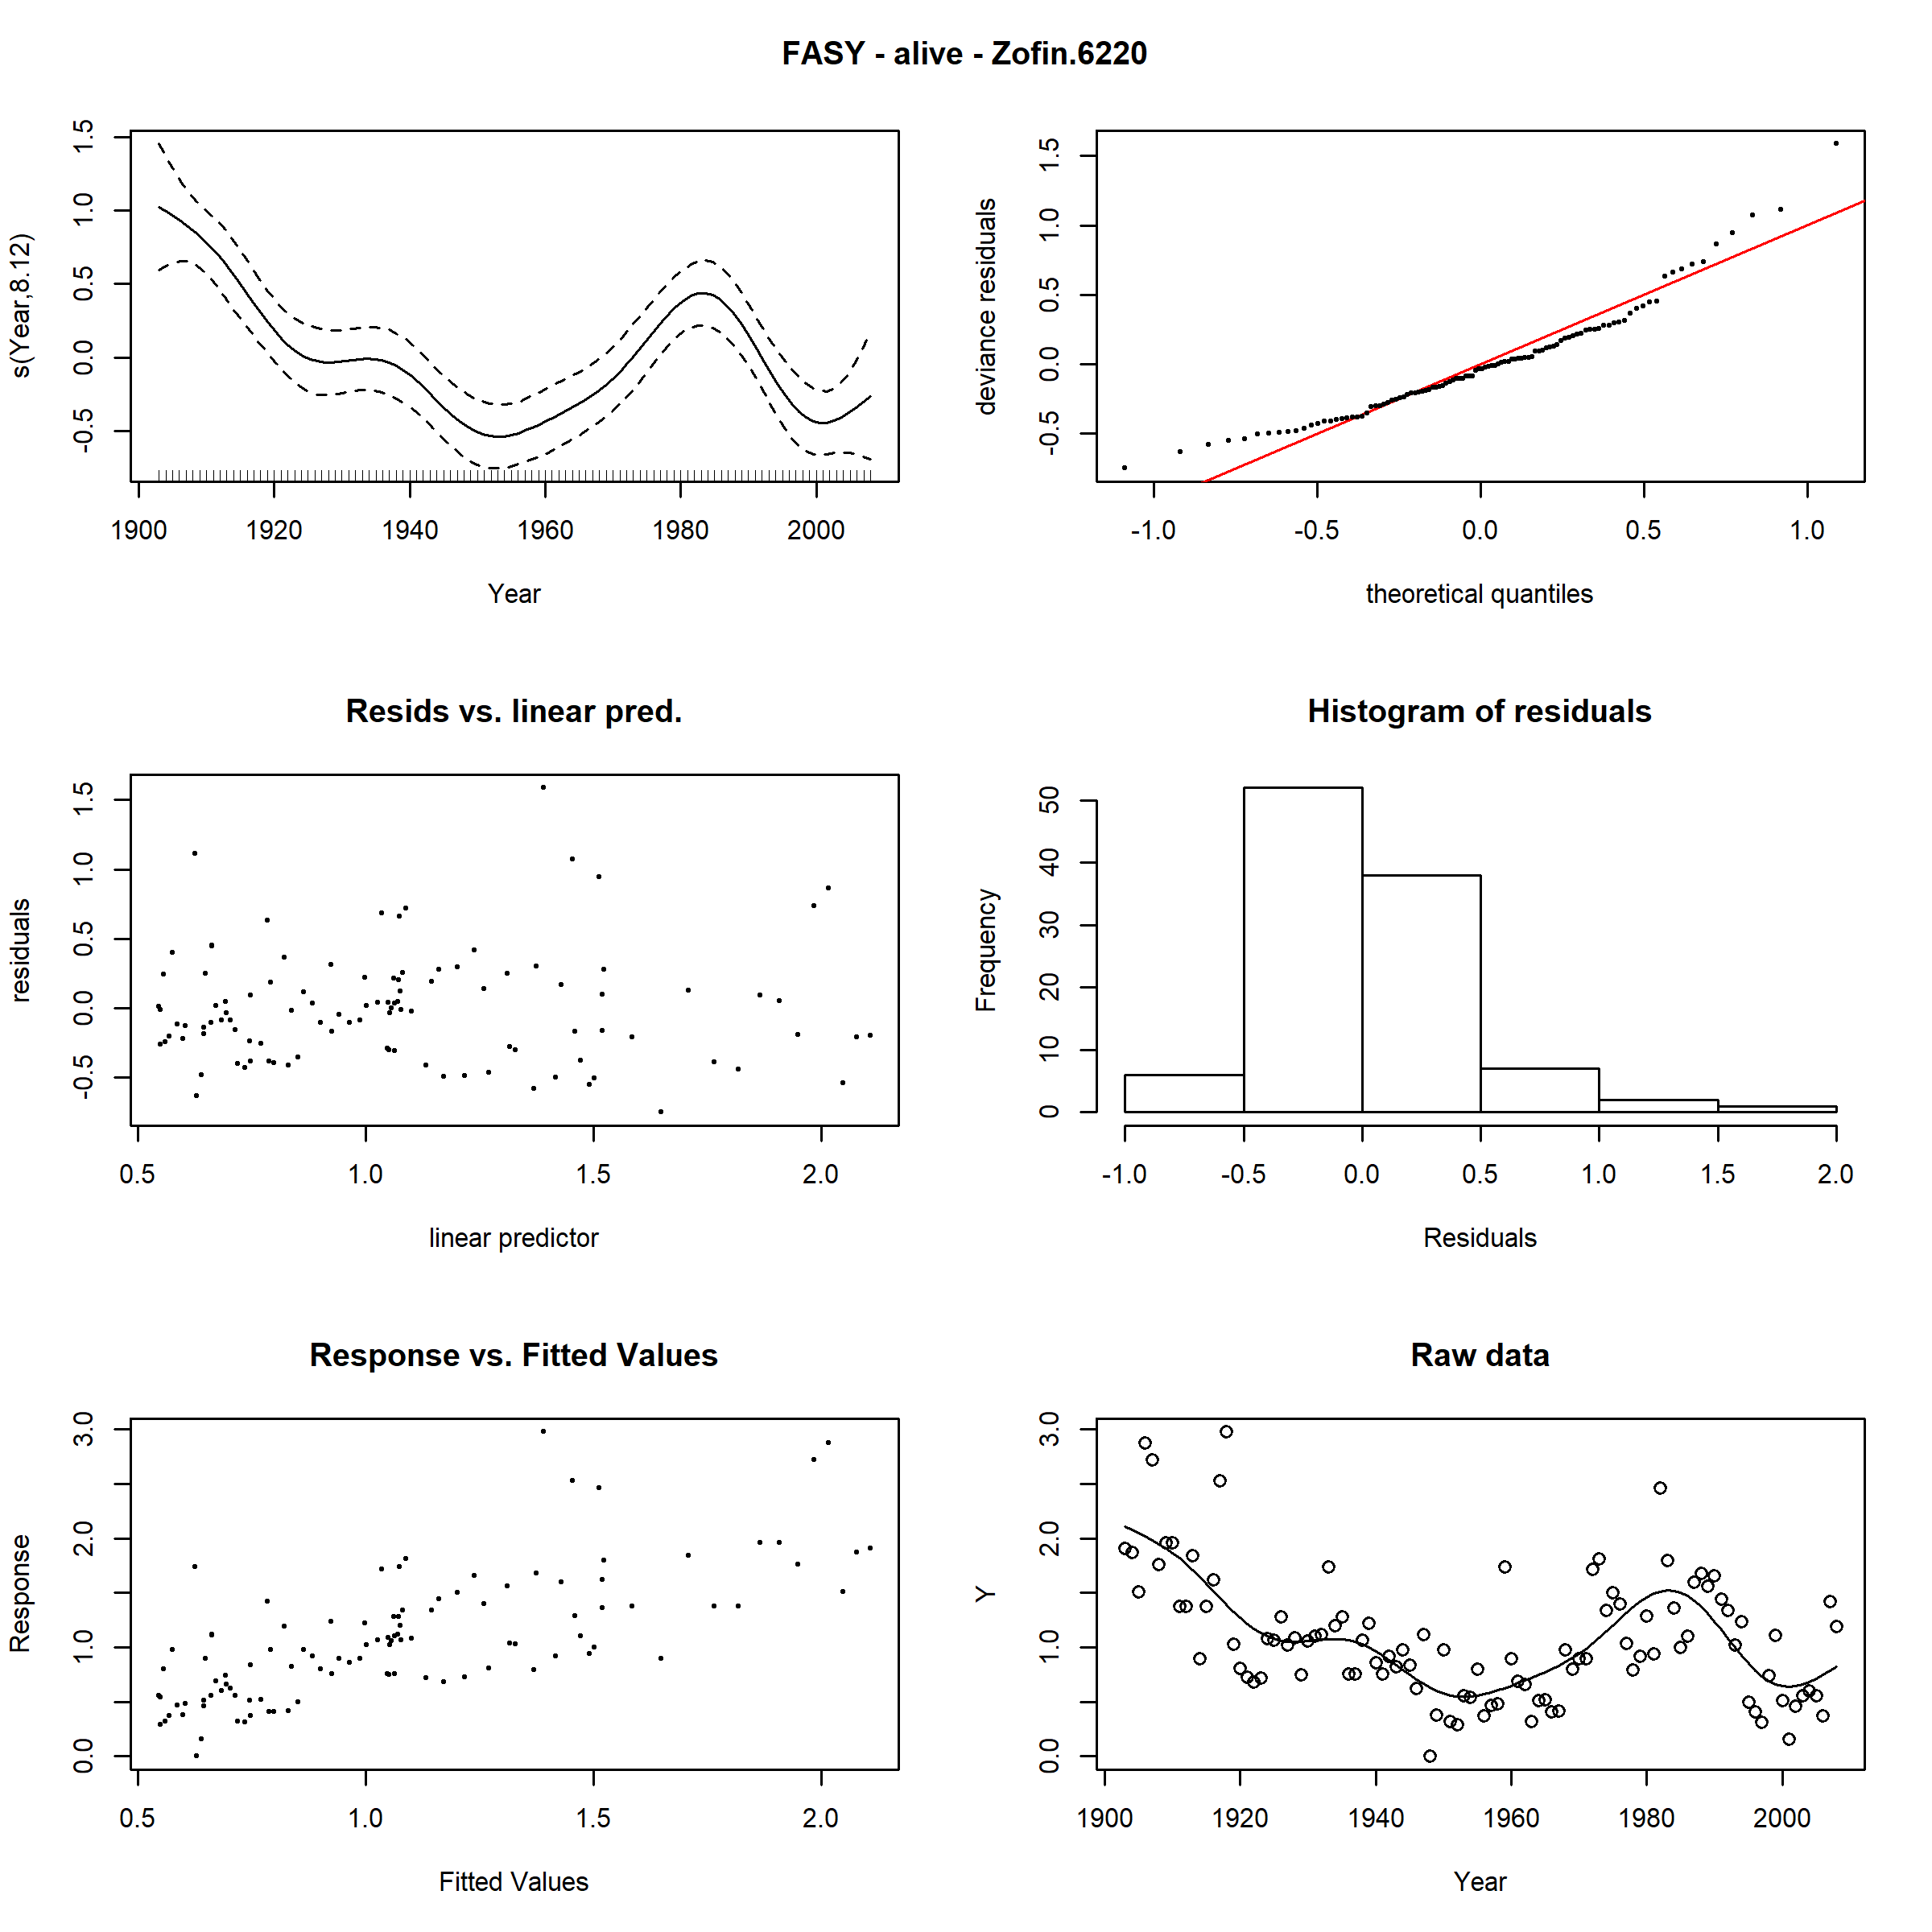 FASY - alive - Zofin.6220
s(Year,8.12)
-0.5 0.0 0.5 1.0 1.5
1900 1920 1940 1960 1980 2000
Year
deviance residuals
-0.5 0.0 0.5 1.0 1.5
-1.0 -0.5 0.0 0.5 1.0
theoretical quantiles
Resids vs. linear pred.
residuals
-0.5 0.0 0.5 1.0 1.5
0.5 1.0 1.5 2.0
linear predictor
Histogram of residuals
Frequency
0 10 20 30 40 50
-1.0 -0.5 0.0 0.5 1.0 1.5 2.0
Residuals
Response vs. Fitted Values
Response
0.0 1.0 2.0 3.0
0.5 1.0 1.5 2.0
Fitted Values
Raw data
Y
0.0 1.0 2.0 3.0
1900 1920 1940 1960 1980 2000
Year